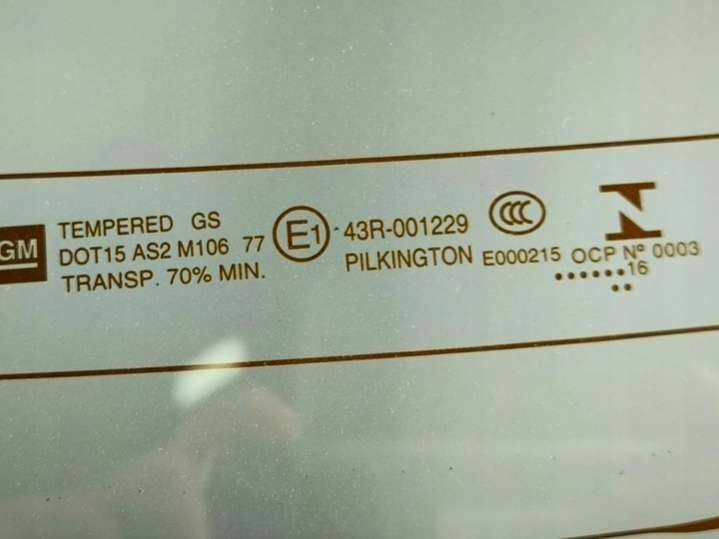 GM
TEMPERED GS
DOT15 AS2 M106 77
TRANSP. 70% MIN.
E1
43R-001229
PILKINGTON
CCC
E000215
N
OCP Nº 0003
••••••16
••